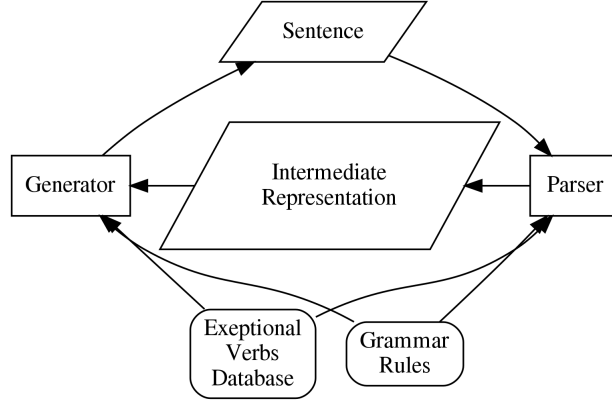 Sentence
Generator
Intermediate
Representation
Parser
Exeptional
Verbs
Database
Grammar
Rules